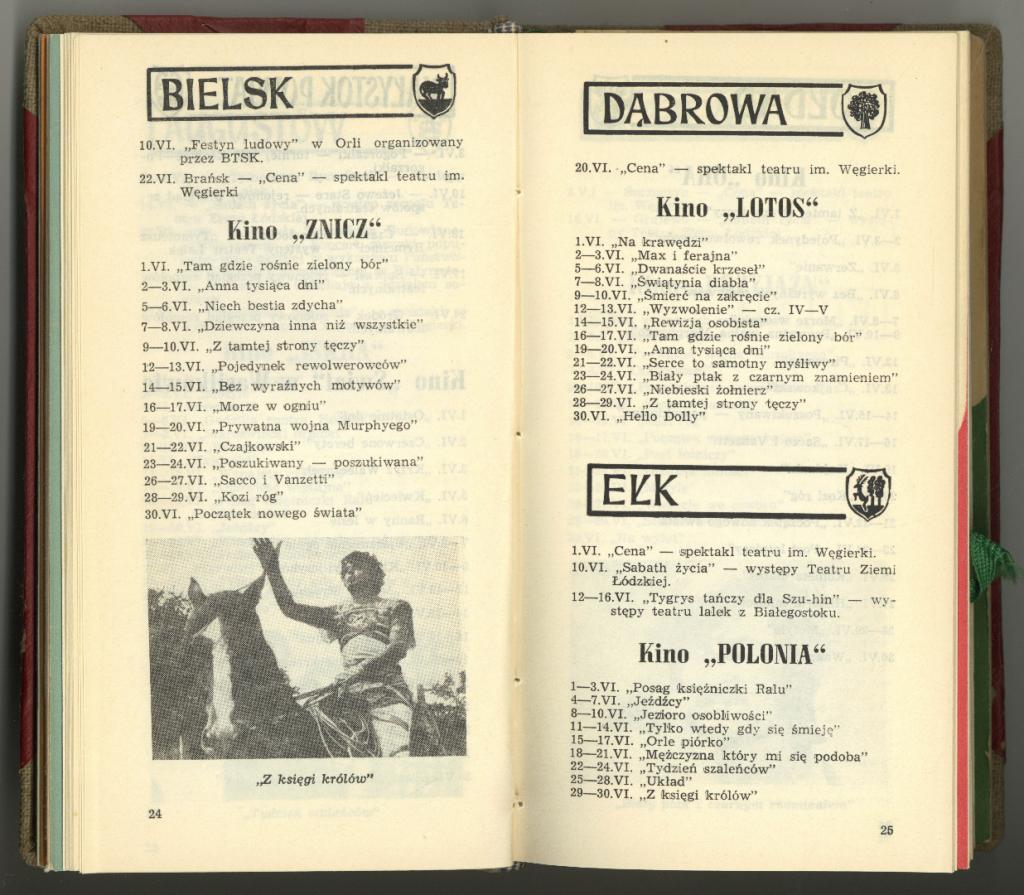 BIELSK
10.VI. „Festyn ludowy” w Orli organizowany
przez BTSK.
22.VI. Brańsk — „Cena” — spektakl teatru im.
Węgierki
Kino „ZNICZ“
1.VI. „Tam gdzie rośnie zielony bór”
2—3.VI. „Anna tysiąca dni”
5—6.VI. „Niech bestia zdycha”
7—8.VI. „Dziewczyna inna niż wszystkie”
9—10.VI. „Z tamtej strony tęczy”
12—13.VI. „Pojedynek rewolwerowców”
14—15.VI. „Bez wyraźnych motywów”
16—17.VI. „Morze w ogniu”
19—20.VI. „Prywatna wojna Murphyego”
21—22.VI. „Czajkowski”
23—24.VI. „Poszukiwany — poszukiwana”
26—27.VI. „Sacco i Vanzetti”
28—29.VI. „Kozi róg”
30.VI. „Początek nowego świata”
„Z księgi królów”
24
DĄBROWA
20.VI. „Cena” — spektakl teatru im. Węgierki.
Kino „LOTOS“
1.VI. „Na krawędzi”
2—3.VI. „Max i ferajna”
5—6.VI. „Dwanaście krzeseł”
7—8.VI. „Świątynia diabła”
9—10.VI. „Śmierć na zakręcie”
12—13.VI. „Wyzwolenie” — cz. IV—V
14—15.VI. „Rewizja osobista”
16—17.VI. „Tam gdzie rośnie zielony bór”
19—20.VI. „Anna tysiąca dni”
21—22.VI. „Serce to samotny myśliwy”
23—24.VI. „Biały ptak z czarnym znamieniem”
26—27.VI. „Niebieski żołnierz”
28—29.VI. „Z tamtej strony tęczy”
30.VI. „Hello Dolly”
EŁK
1.VI. „Cena” — spektakl teatru im. Węgierki.
10.VI. „Sabath życia” — występy Teatru Ziemi
Łódzkiej.
12—16.VI. „Tygrys tańczy dla Szu-hin” — wy-
stępy teatru lalek z Białegostoku.
Kino „POLONIA“
1—3.VI. „Posąg księżniczki Ralu”
4—7.VI. „Jeźdźcy”
8—10.VI. „Jezioro osobliwości”
11—14.VI. „Tylko wtedy gdy się śmieję”
15—17.VI. „Orle piórko”
18—21.VI. „Mężczyzna który mi się podoba”
22—24.VI. „Tydzień szaleńców”
25—28.VI. „Układ”
29—30.VI. „Z księgi królów”
25